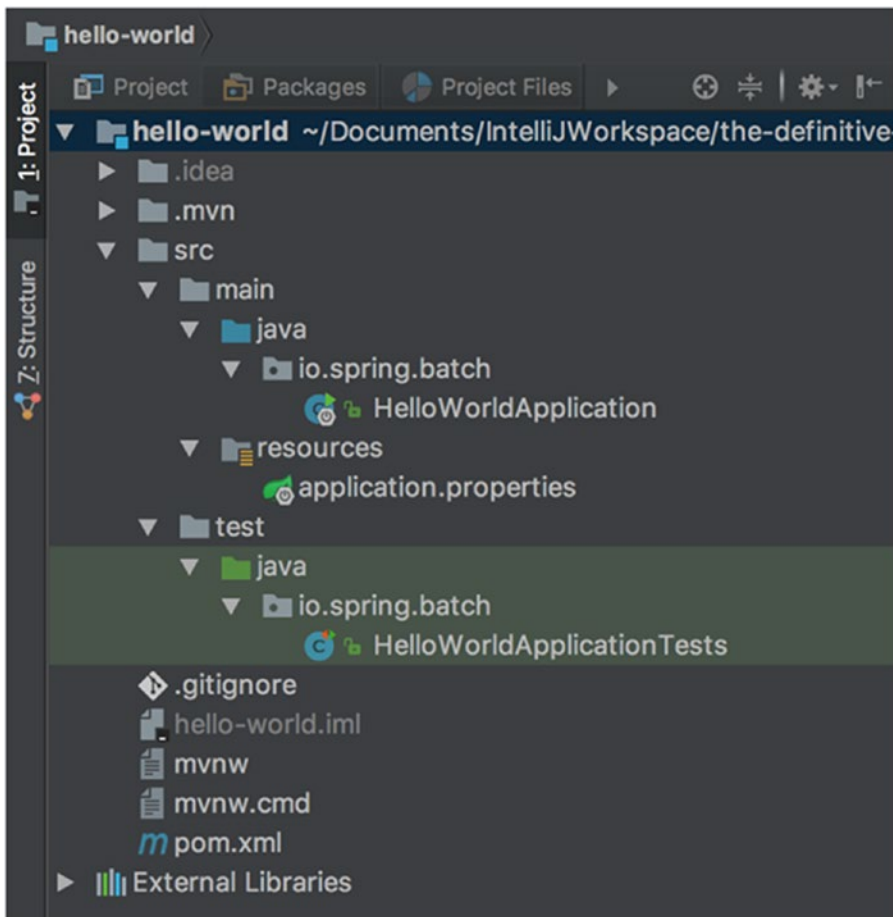 hello-world
Project Packages Project Files
1: Project
hello-world ~/Documents/IntelliJWorkspace/the-definitive
.idea
.mvn
src
main
java
io.spring.batch
HelloWorldApplication
resources
application.properties
test
java
io.spring.batch
HelloWorldApplicationTests
.gitignore
hello-world.iml
mvnw
mvnw.cmd
pom.xml
External Libraries
Z: Structure